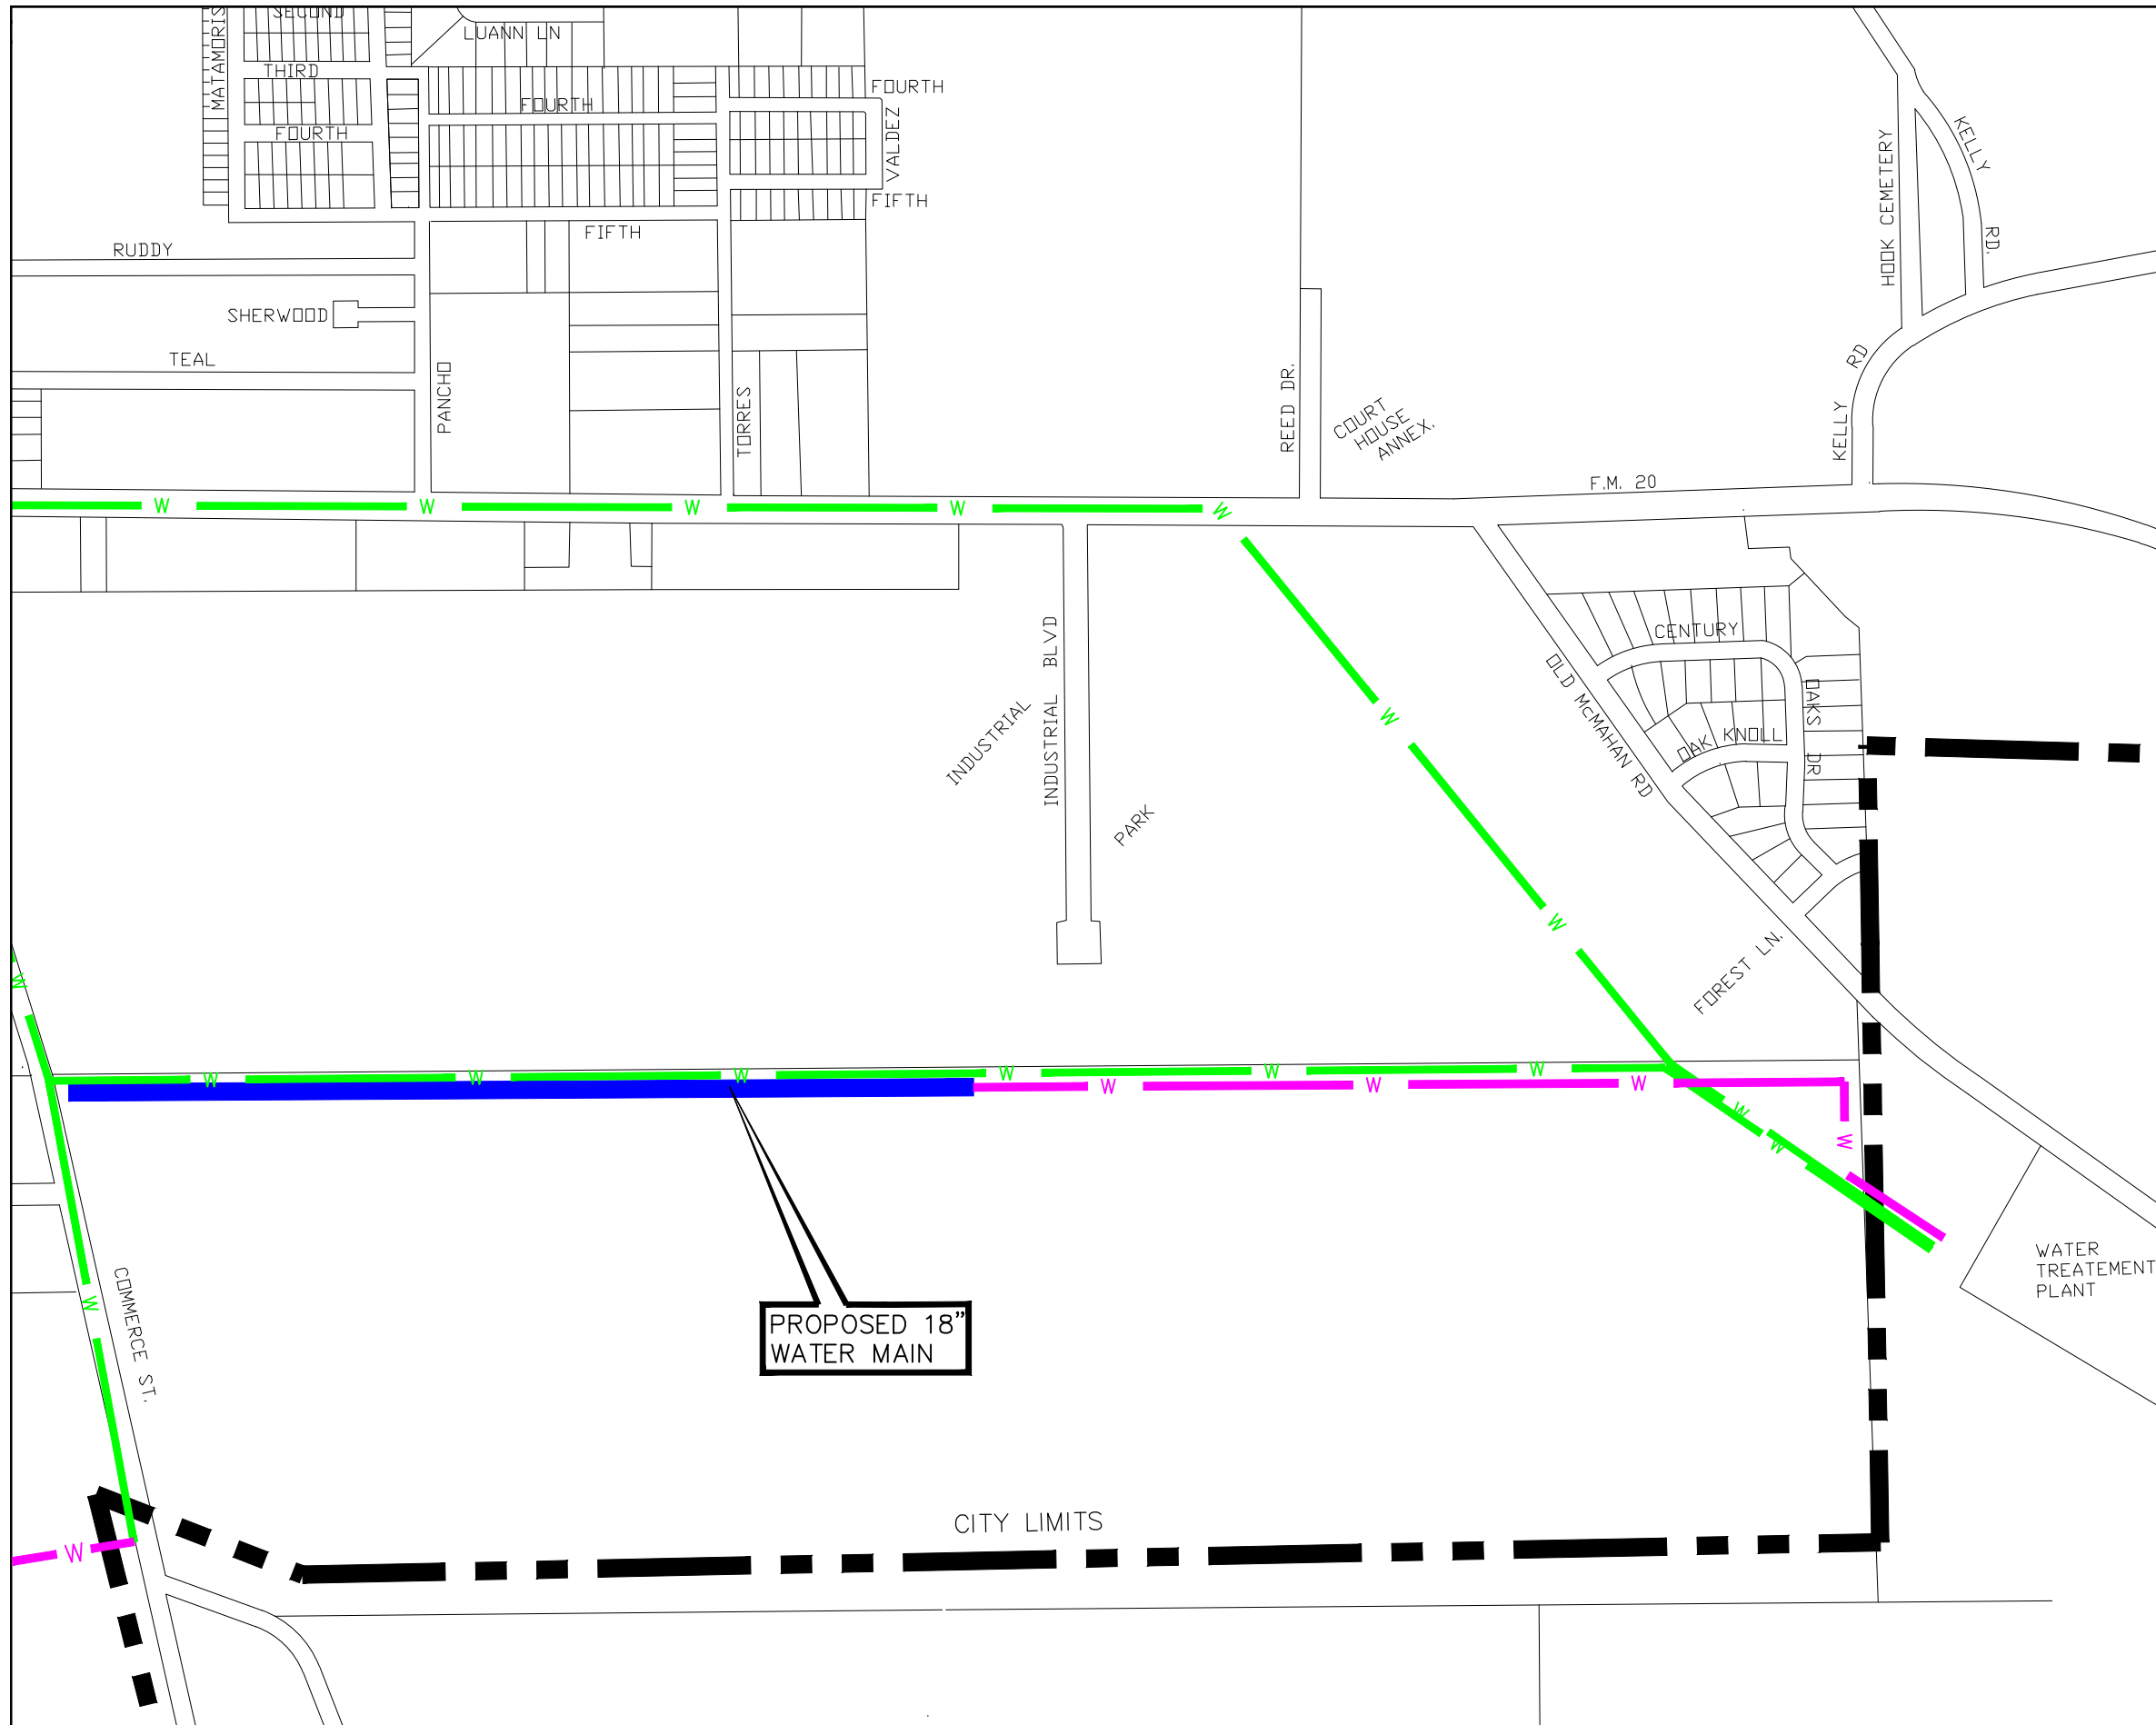 SECOND
MATAMORIS
LUANN LN
THIRD
FOURTH
FOURTH
FOURTH
VALDEZ
FIFTH
FIFTH
RUDDY
SHERWOOD
TEAL
PANCHO
TORRES
REED DR.
COURT
HOUSE
ANNEX.
HOOK CEMETERY
KELLY RD.
KELLY RD
F.M. 20
W
W
W
W
W
CENTURY
OAKS DR
OAK KNOLL
OLD McMAHAN RD
INDUSTRIAL BLVD
INDUSTRIAL
PARK
W
W
FOREST LN.
W
W
W
W
W
W
W
W
W
W
W
W
W
W
WATER
TREATEMENT
PLANT
COMMERCE ST.
W
PROPOSED 18"
WATER MAIN
CITY LIMITS
W